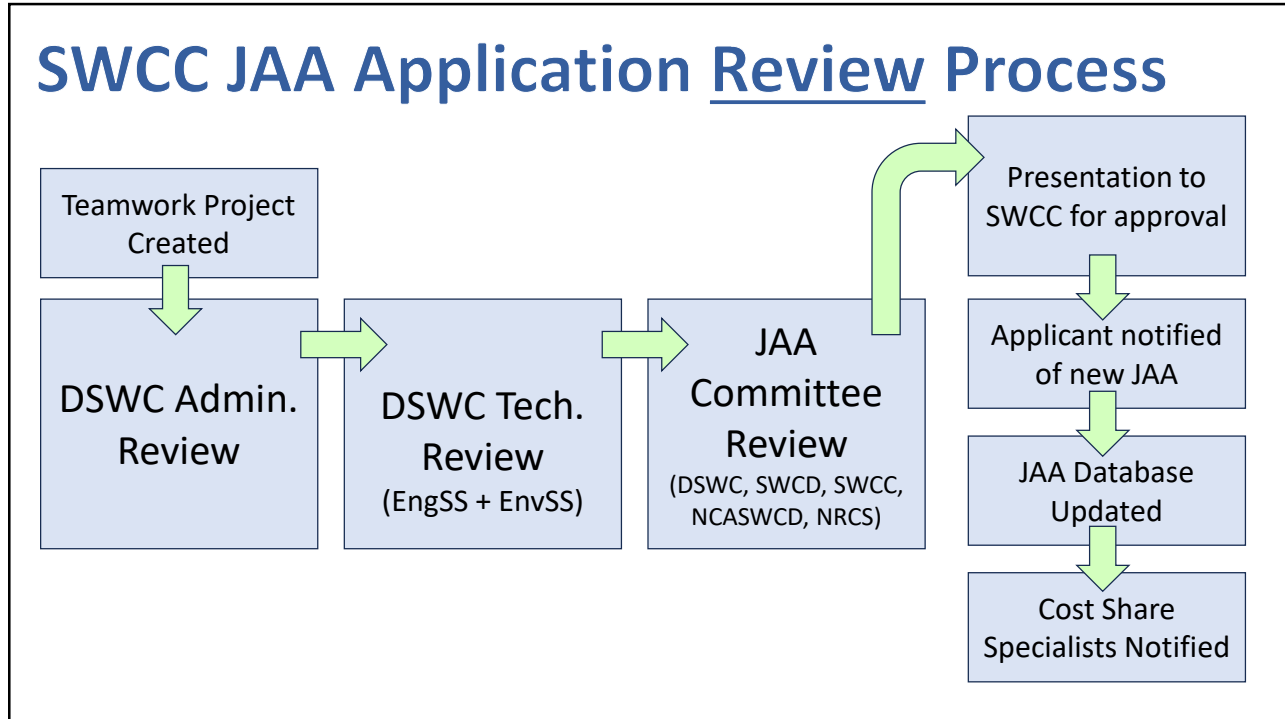 SWCC JAA Application Review Process
Teamwork Project
Created
DSWC Admin.
Review
DSWC Tech.
Review
(EngSS + EnvSS)
JAA
Committee
Review
(DSWC, SWCD, SWCC,
NCASWCD, NRCS)
Presentation to
SWCC for approval
Applicant notified
of new JAA
JAA Database
Updated
Cost Share
Specialists Notified